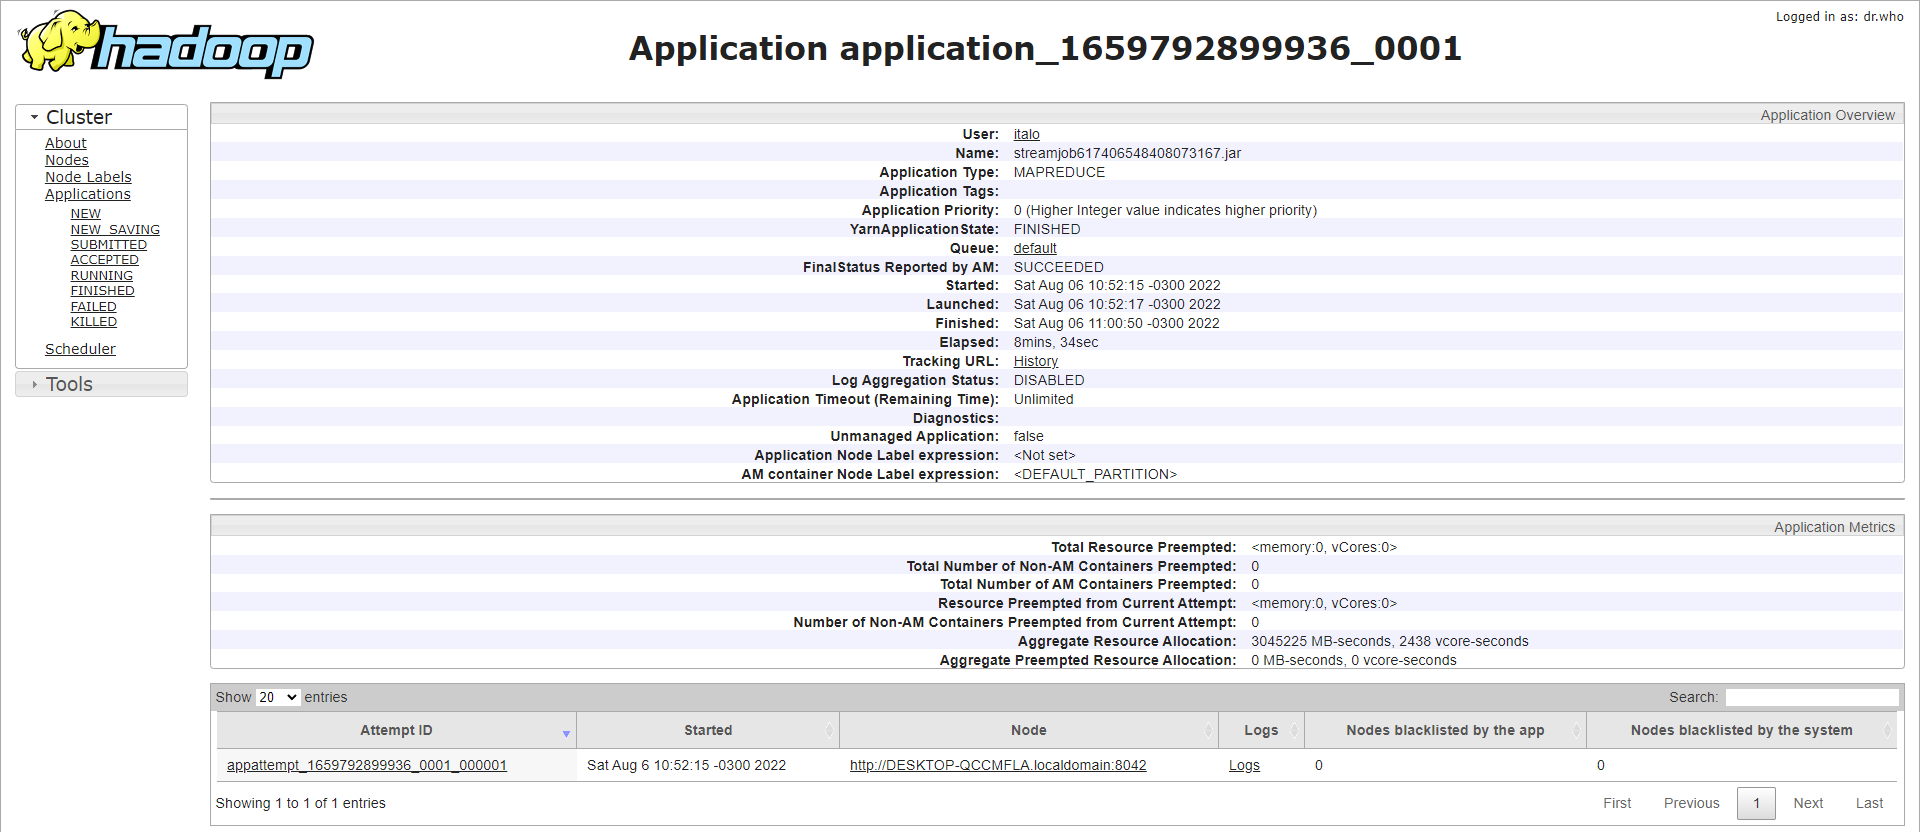 hadoop
Logged in as: dr.who
Application application_1659792899936_0001
Cluster
About
Nodes
Node Labels
Applications
NEW
NEW_SAVING
SUBMITTED
ACCEPTED
RUNNING
FINISHED
FAILED
KILLED
Scheduler
Tools
Application Overview
User: italo
Name: streamjob617406548408073167.jar
Application Type: MAPREDUCE
Application Tags:
Application Priority: 0 (Higher Integer value indicates higher priority)
YarnApplicationState: FINISHED
Queue: default
FinalStatus Reported by AM: SUCCEEDED
Started: Sat Aug 06 10:52:15 -0300 2022
Launched: Sat Aug 06 10:52:17 -0300 2022
Finished: Sat Aug 06 11:00:50 -0300 2022
Elapsed: 8mins, 34sec
Tracking URL: History
Log Aggregation Status: DISABLED
Application Timeout (Remaining Time): Unlimited
Diagnostics:
Unmanaged Application: false
Application Node Label expression: <Not set>
AM container Node Label expression: <DEFAULT_PARTITION>
Application Metrics
Total Resource Preempted: <memory:0, vCores:0>
Total Number of Non-AM Containers Preempted: 0
Total Number of AM Containers Preempted: 0
Resource Preempted from Current Attempt: <memory:0, vCores:0>
Number of Non-AM Containers Preempted from Current Attempt: 0
Aggregate Resource Allocation: 3045225 MB-seconds, 2438 vcore-seconds
Aggregate Preempted Resource Allocation: 0 MB-seconds, 0 vcore-seconds
Show 20 entries Search:
Attempt ID Started Node Logs Nodes blacklisted by the app Nodes blacklisted by the system
appattempt_1659792899936_0001_000001 Sat Aug 6 10:52:15 -0300 2022 http://DESKTOP-QCCMFLA.localdomain:8042 Logs 0 0
Showing 1 to 1 of 1 entries First Previous 1 Next Last